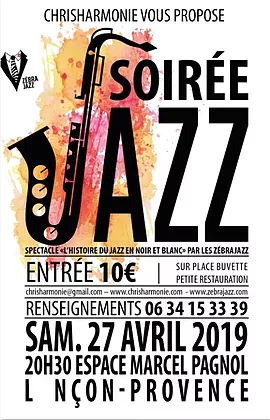 CHRISHARMONIE VOUS PROPOSE
ZEBRA
JAZZ
SOIRÉE
JAZZ
SPECTACLE «L'HISTOIRE DU JAZZ EN NOIR ET BLANC» PAR LES ZÉBRAJAZZ
ENTRÉE 10€ | SUR PLACE BUVETTE
PETITE RESTAURATION
chrisharmonie@gmail.com – www.chrisharmonie.com - www.zebrajazz.com
RENSEIGNEMENTS 06 34 15 33 39
SAM. 27 AVRIL 2019
20H30 ESPACE MARCEL PAGNOL
L NÇON-PROVENCE